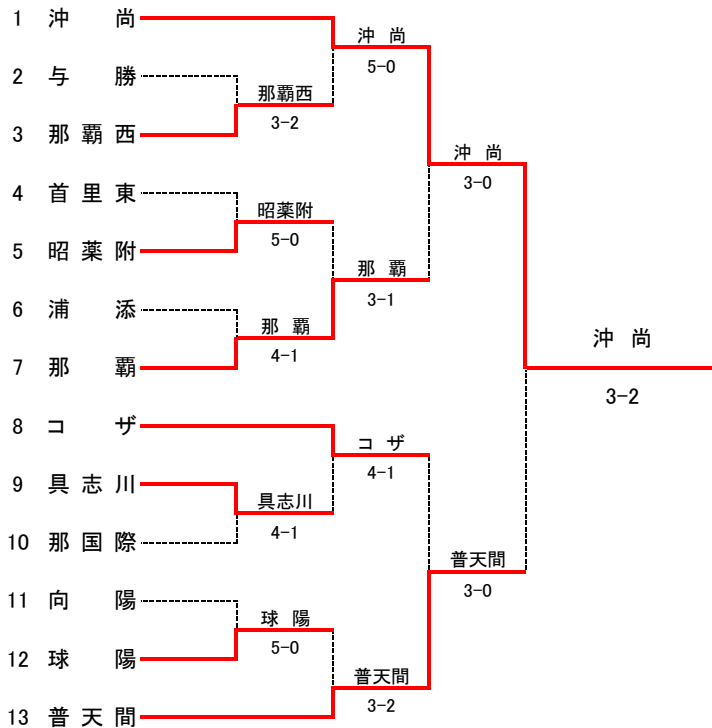 1 沖 尚
沖 尚
5-0
2 与 勝
那覇西
3-2
3 那覇西
沖 尚
3-0
4 首里東
昭薬附
5-0
5 昭薬附
那 覇
3-1
6 浦 添
那 覇
4-1
7 那 覇
沖 尚
3-2
8 コ ザ
コ ザ
4-1
9 具志川
具志川
4-1
10 那国際
普天間
3-0
11 向 陽
球 陽
5-0
12 球 陽
普天間
3-2
13 普天間